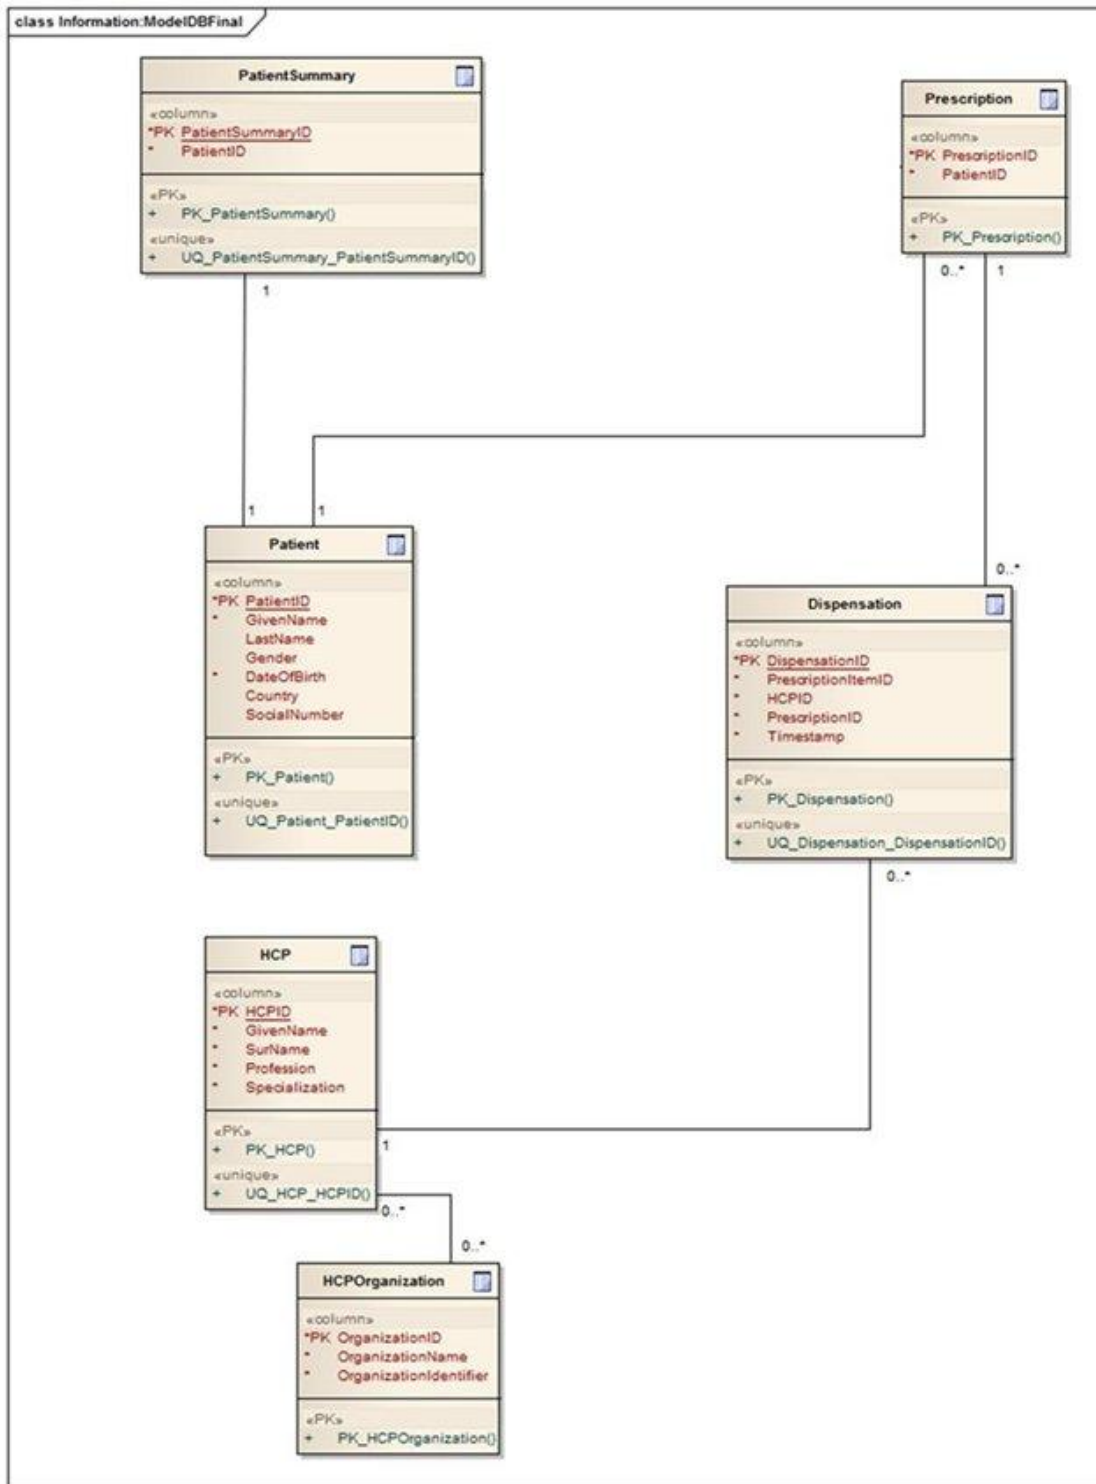 class Information:ModelDBFinal
PatientSummary
«column»
*PK PatientSummaryID
* PatientID
«PK»
+ PK_PatientSummary()
«unique»
+ UQ_PatientSummary_PatientSummaryID()
1
Prescription
«column»
*PK PrescriptionID
* PatientID
«PK»
+ PK_Prescription()
0..* 1
1 1
Patient
«column»
*PK PatientID
* GivenName
LastName
Gender
* DateOfBirth
Country
SocialNumber
«PK»
+ PK_Patient()
«unique»
+ UQ_Patient_PatientID()
0..*
Dispensation
«column»
*PK DispensationID
* PrescriptionItemID
* HCPID
* PrescriptionID
* Timestamp
«PK»
+ PK_Dispensation()
«unique»
+ UQ_Dispensation_DispensationID()
0..*
HCP
«column»
*PK HCPID
* GivenName
* SurName
* Profession
* Specialization
«PK»
+ PK_HCP()
«unique»
+ UQ_HCP_HCPID()
1
0..*
0..*
HCPOrganization
«column»
*PK OrganizationID
* OrganizationName
* OrganizationIdentifier
«PK»
+ PK_HCPOrganization()